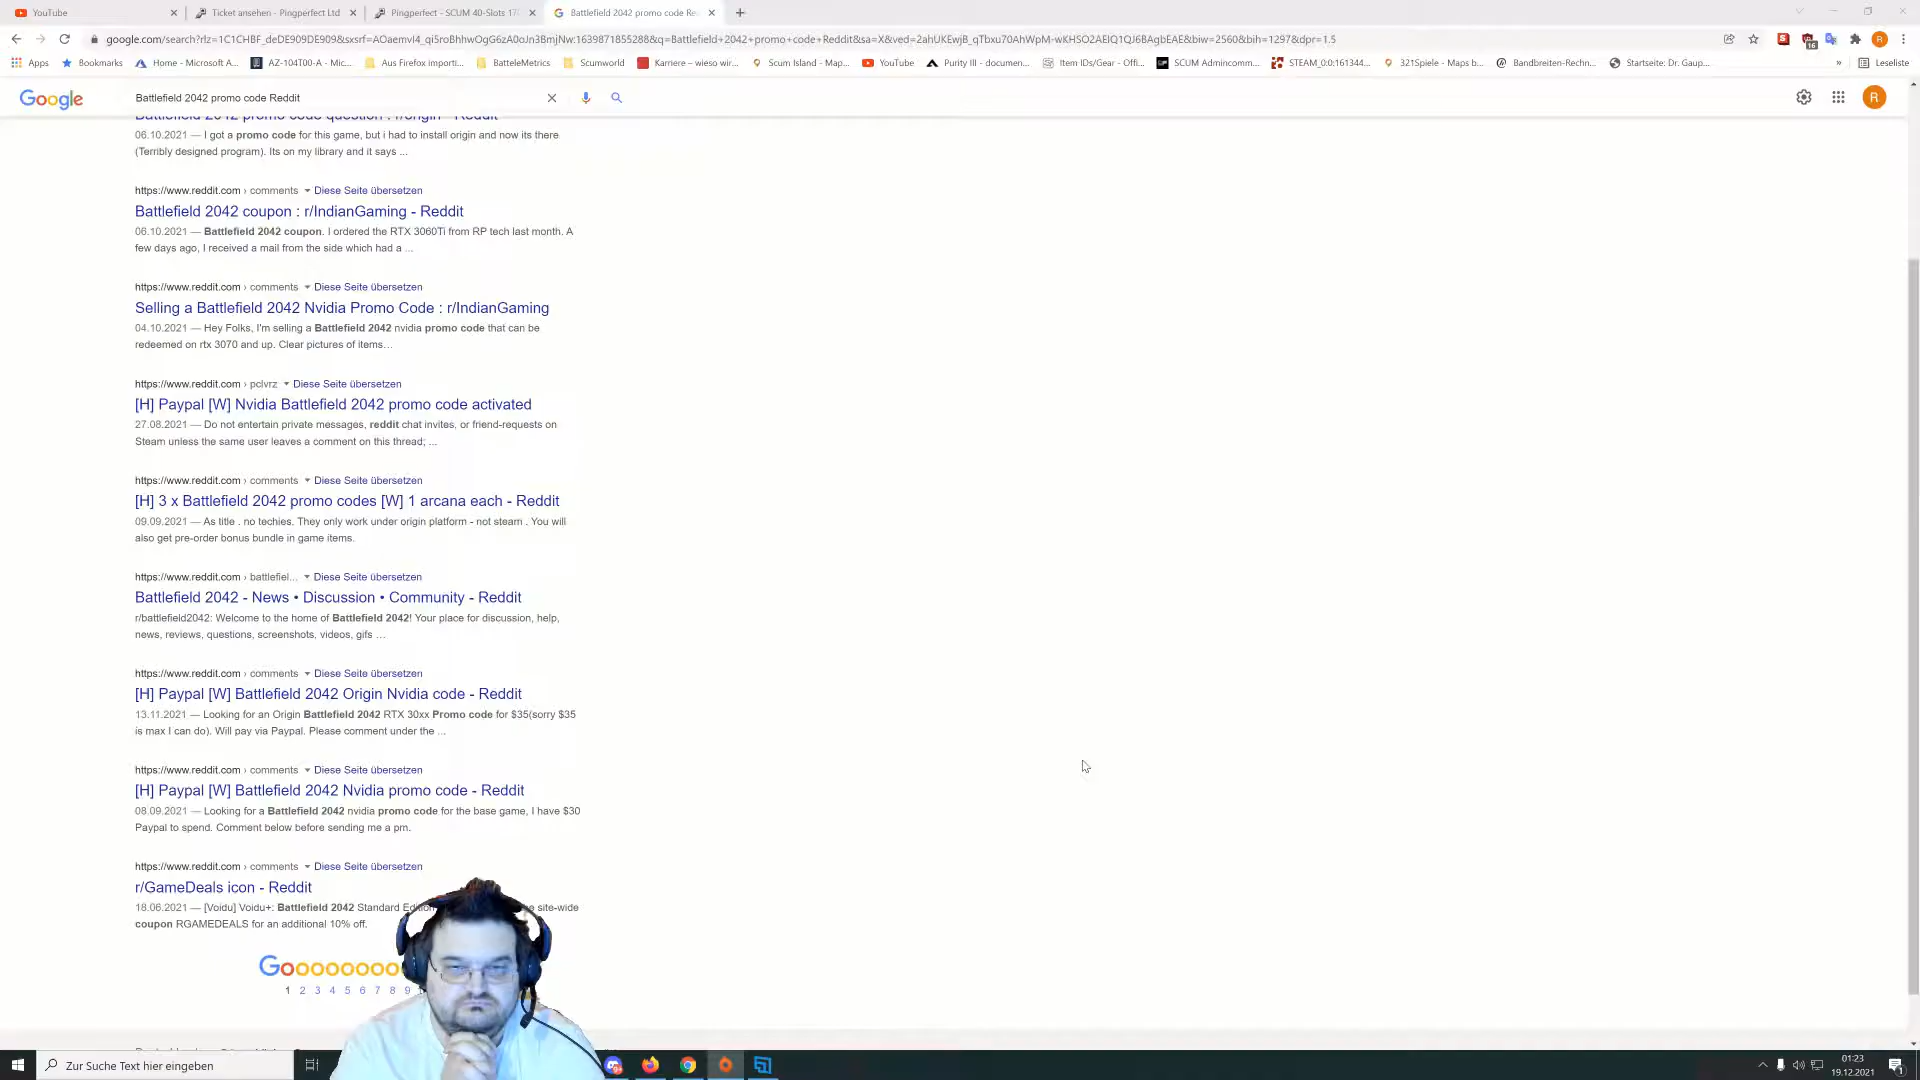 YouTube
Ticket ansehen - Pingperfect Ltd
Pingperfect - SCUM 40-Slots 17
Battlefield 2042 promo code Re
google.com/search?rlz=1C1CHBF_deDE909DE909&sxsrf=AOaemvI4_qi5roBhhwOgG6zA0oJn3BmjNw:1639871855288&q=Battlefield+2042+promo+code+Reddit&sa=X&ved=2ahUKEwjB_qTbxu70AhWpM-wKHSO2AEIQ1QJ6BAgbEAE&biw=2560&bih=1297&dpr=1.5
Apps
Bookmarks
Home - Microsoft A...
AZ-104T00-A - Mic...
Aus Firefox importi...
BatteleMetrics
Scumworld
Karriere – wieso wir...
Scum Island - Map...
YouTube
Purity III - documen...
Item IDs/Gear - Offi...
SCUM Admincomm...
STEAM_0:0:161344...
321Spiele - Maps b...
Bandbreiten-Rechn...
Startseite: Dr. Gaup...
»
Leseliste
Google
Battlefield 2042 promo code Reddit
R
Battlefield 2042 promo code question : r/origin - Reddit
06.10.2021 — I got a promo code for this game, but i had to install origin and now its there
(Terribly designed program). Its on my library and it says ...
https://www.reddit.com › comments Diese Seite übersetzen
Battlefield 2042 coupon : r/IndianGaming - Reddit
06.10.2021 — Battlefield 2042 coupon. I ordered the RTX 3060Ti from RP tech last month. A
few days ago, I received a mail from the side which had a ...
https://www.reddit.com › comments Diese Seite übersetzen
Selling a Battlefield 2042 Nvidia Promo Code : r/IndianGaming
04.10.2021 — Hey Folks, I'm selling a Battlefield 2042 nvidia promo code that can be
redeemed on rtx 3070 and up. Clear pictures of items…
https://www.reddit.com › pclvrz Diese Seite übersetzen
[H] Paypal [W] Nvidia Battlefield 2042 promo code activated
27.08.2021 — Do not entertain private messages, reddit chat invites, or friend-requests on
Steam unless the same user leaves a comment on this thread; ...
https://www.reddit.com › comments Diese Seite übersetzen
[H] 3 x Battlefield 2042 promo codes [W] 1 arcana each - Reddit
09.09.2021 — As title . no techies. They only work under origin platform - not steam . You will
also get pre-order bonus bundle in game items.
https://www.reddit.com › battlefiel... Diese Seite übersetzen
Battlefield 2042 - News • Discussion • Community - Reddit
r/battlefield2042: Welcome to the home of Battlefield 2042! Your place for discussion, help,
news, reviews, questions, screenshots, videos, gifs …
https://www.reddit.com › comments Diese Seite übersetzen
[H] Paypal [W] Battlefield 2042 Origin Nvidia code - Reddit
13.11.2021 — Looking for an Origin Battlefield 2042 RTX 30xx Promo code for $35(sorry $35
is max I can do). Will pay via Paypal. Please comment under the ...
https://www.reddit.com › comments Diese Seite übersetzen
[H] Paypal [W] Battlefield 2042 Nvidia promo code - Reddit
08.09.2021 — Looking for a Battlefield 2042 nvidia promo code for the base game, I have $30
Paypal to spend. Comment below before sending me a pm.
https://www.reddit.com › comments Diese Seite übersetzen
r/GameDeals icon - Reddit
18.06.2021 — [Voidu] Voidu+: Battlefield 2042 Standard site-wide
coupon RGAMEDEALS for an additional 10% off.
Goooooooo
1 2 3 4 5 6 7 8 9
Zur Suche Text hier eingeben
01:23
19.12.2021